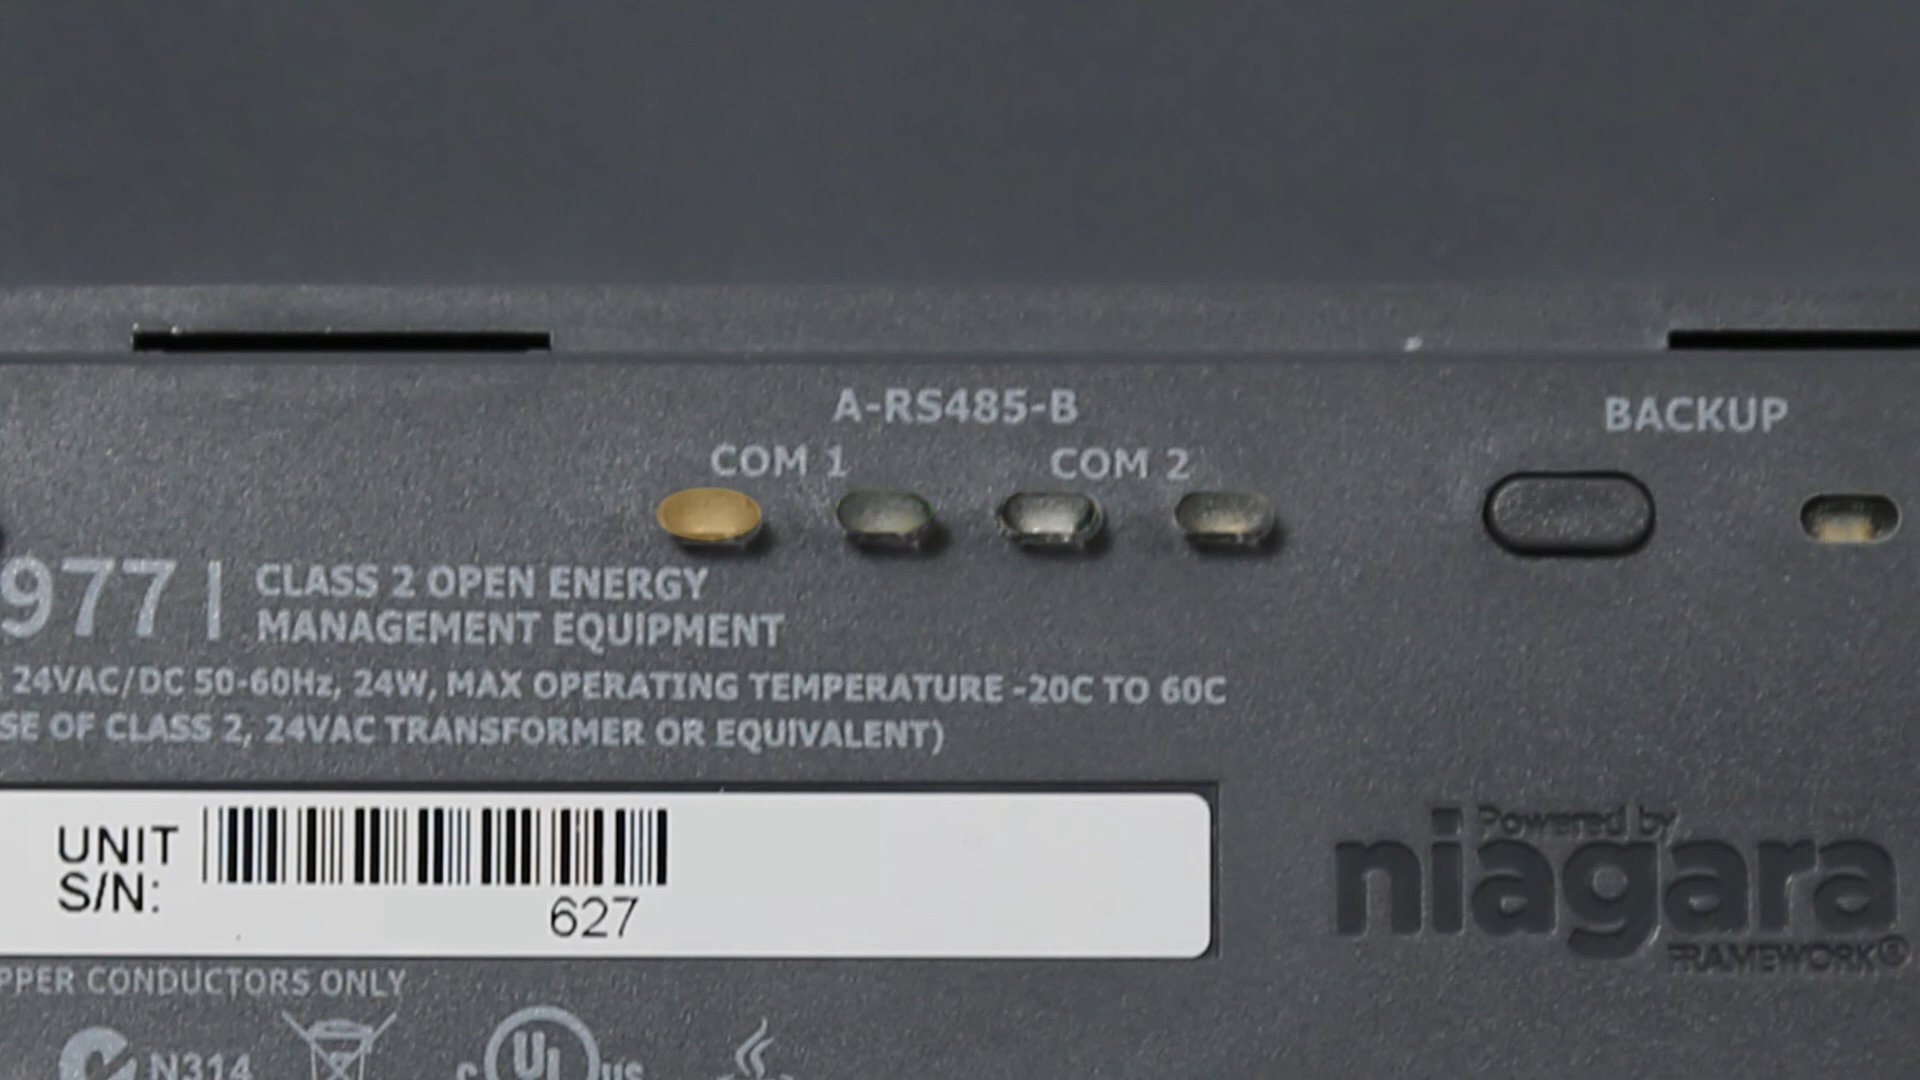 A-RS485-B
COM 1 COM 2
BACKUP
977 | CLASS 2 OPEN ENERGY
MANAGEMENT EQUIPMENT
24VAC/DC 50-60Hz, 24W, MAX OPERATING TEMPERATURE -20C TO 60C
SE OF CLASS 2, 24VAC TRANSFORMER OR EQUIVALENT)
UNIT
S/N:
627
Powered by
niagara
FRAMEWORK®
PPER CONDUCTORS ONLY
N314
c UL us